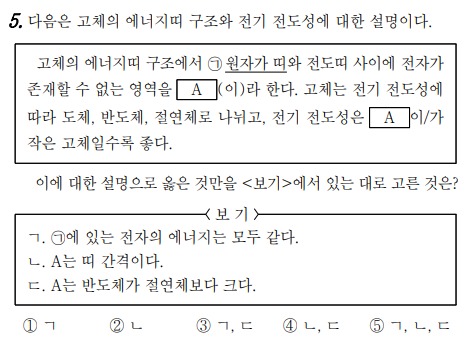 5. 다음은 고체의 에너지띠 구조와 전기 전도성에 대한 설명이다.
고체의 에너지띠 구조에서 ㉠ 원자가 띠와 전도띠 사이에 전자가
존재할 수 없는 영역을 A (이)라 한다. 고체는 전기 전도성에
따라 도체, 반도체, 절연체로 나뉘고, 전기 전도성은 A 이/가
작은 고체일수록 좋다.
이에 대한 설명으로 옳은 것만을 <보기>에서 있는 대로 고른 것은?
<보 기>
ㄱ. ㉠에 있는 전자의 에너지는 모두 같다.
ㄴ. A는 띠 간격이다.
ㄷ. A는 반도체가 절연체보다 크다.
① ㄱ ② ㄴ ③ ㄱ, ㄷ ④ ㄴ, ㄷ ⑤ ㄱ, ㄴ, ㄷ